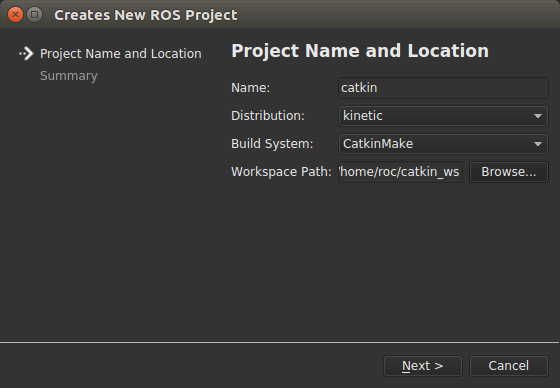 Creates New ROS Project
Project Name and Location
Summary
Project Name and Location
Name: catkin
Distribution: kinetic
Build System: CatkinMake
Workspace Path: /home/roc/catkin_ws Browse...
Next > Cancel